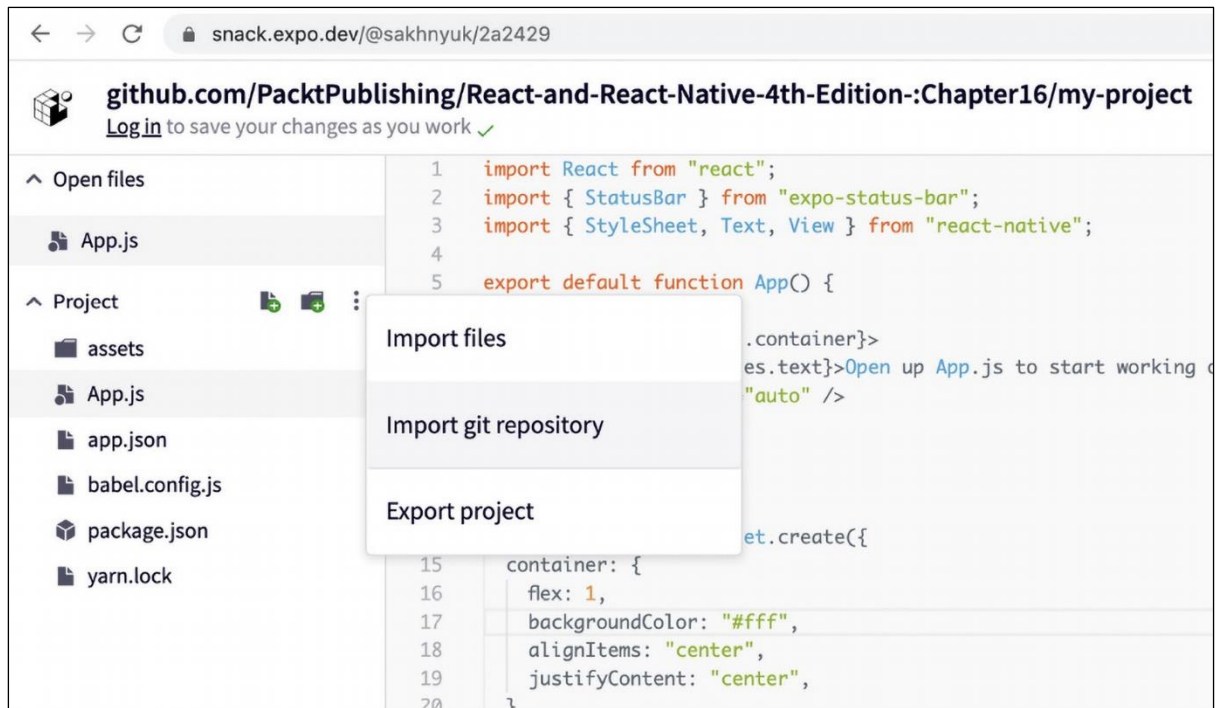 snack.expo.dev/@sakhnyuk/2a2429
github.com/PacktPublishing/React-and-React-Native-4th-Edition-:Chapter16/my-project
Log in to save your changes as you work
Open files
App.js
Project
assets
App.js
app.json
babel.config.js
package.json
yarn.lock
Import files
Import git repository
Export project
1 import React from "react";
2 import { StatusBar } from "expo-status-bar";
3 import { StyleSheet, Text, View } from "react-native";
4
5 export default function App() {
.container}>
es.text}>Open up App.js to start working
"auto" />
et.create({
15 container: {
16 flex: 1,
17 backgroundColor: "#fff",
18 alignItems: "center",
19 justifyContent: "center",
20 }